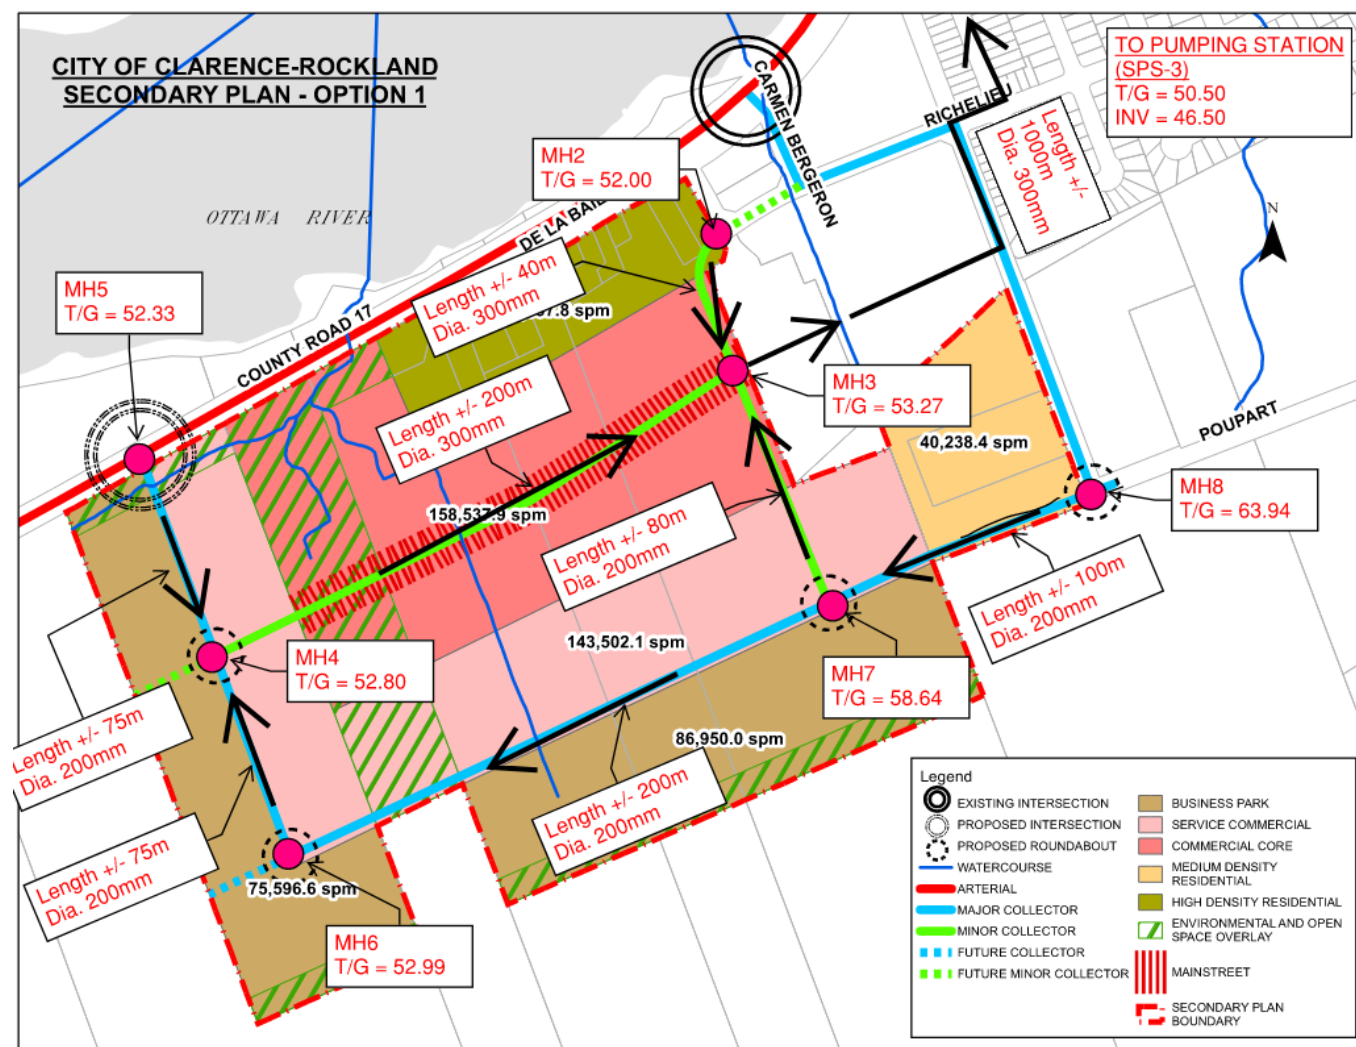 CITY OF CLARENCE-ROCKLAND
SECONDARY PLAN - OPTION 1
TO PUMPING STATION
(SPS-3)
T/G = 50.50
INV = 46.50
CARMEN BERGERON
RICHELIEU
Length +/-
1000m
Dia. 300mm
MH2
T/G = 52.00
OTTAWA RIVER
DE LA BAIE
N
Length +/- 40m
Dia. 300mm
7.8 spm
MH5
T/G = 52.33
COUNTY ROAD 17
MH3
T/G = 53.27
Length +/- 200m
Dia. 300mm
POUPART
40,238.4 spm
MH8
T/G = 63.94
158,537.9 spm
Length +/- 80m
Dia. 200mm
Length +/- 100m
Dia. 200mm
143,502.1 spm
MH4
T/G = 52.80
MH7
T/G = 58.64
Length +/- 75m
Dia. 200mm
86,950.0 spm
Length +/- 200m
Dia. 200mm
Length +/- 75m
Dia. 200mm
75,596.6 spm
MH6
T/G = 52.99
Legend
EXISTING INTERSECTION
PROPOSED INTERSECTION
PROPOSED ROUNDABOUT
WATERCOURSE
ARTERIAL
MAJOR COLLECTOR
MINOR COLLECTOR
FUTURE COLLECTOR
FUTURE MINOR COLLECTOR
BUSINESS PARK
SERVICE COMMERCIAL
COMMERCIAL CORE
MEDIUM DENSITY
RESIDENTIAL
HIGH DENSITY RESIDENTIAL
ENVIRONMENTAL AND OPEN
SPACE OVERLAY
MAINSTREET
SECONDARY PLAN
BOUNDARY